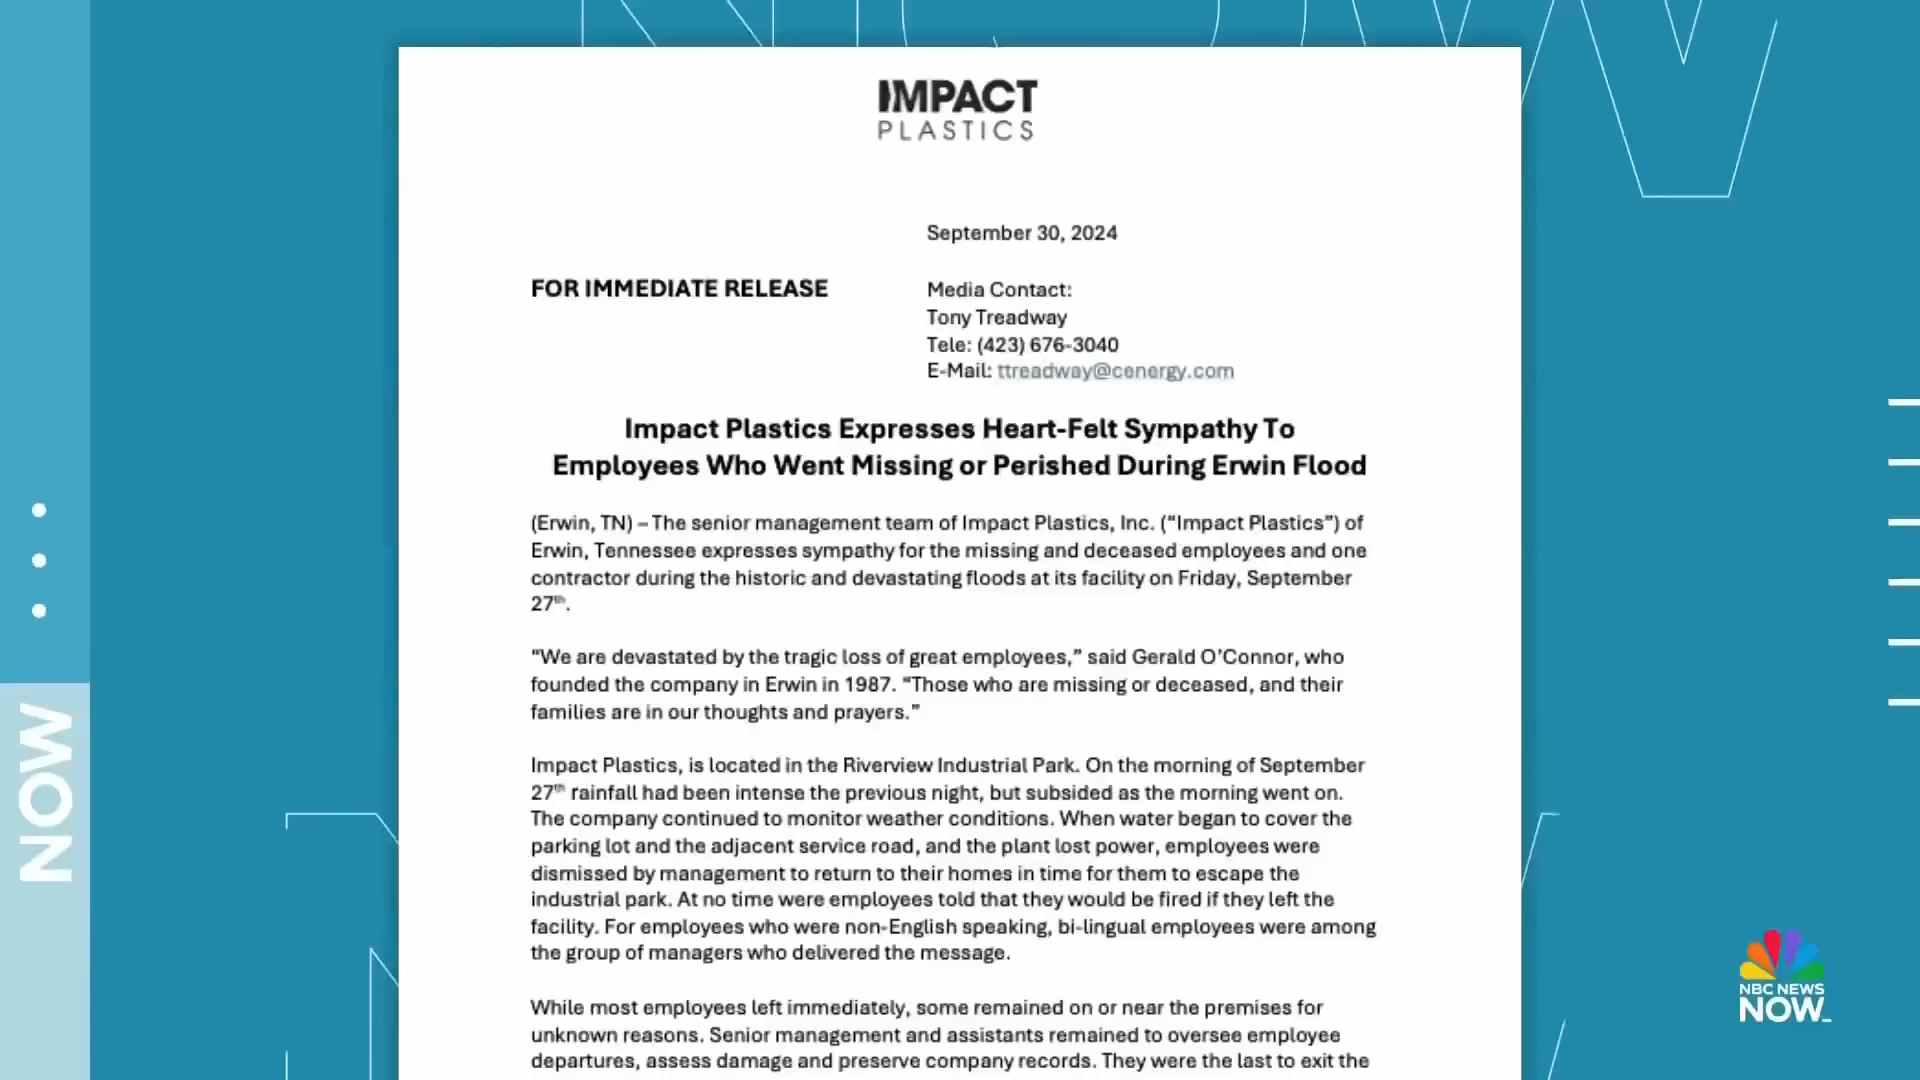 IMPACT
PLASTICS
September 30, 2024
FOR IMMEDIATE RELEASE
Media Contact:
Tony Treadway
Tele: (423) 676-3040
E-Mail: ttreadway@cenergy.com
Impact Plastics Expresses Heart-Felt Sympathy To
Employees Who Went Missing or Perished During Erwin Flood
(Erwin, TN) – The senior management team of Impact Plastics, Inc. (“Impact Plastics”) of
Erwin, Tennessee expresses sympathy for the missing and deceased employees and one
contractor during the historic and devastating floods at its facility on Friday, September
27th.
“We are devastated by the tragic loss of great employees,” said Gerald O’Connor, who
founded the company in Erwin in 1987. “Those who are missing or deceased, and their
families are in our thoughts and prayers.”
Impact Plastics, is located in the Riverview Industrial Park. On the morning of September
27th rainfall had been intense the previous night, but subsided as the morning went on.
The company continued to monitor weather conditions. When water began to cover the
parking lot and the adjacent service road, and the plant lost power, employees were
dismissed by management to return to their homes in time for them to escape the
industrial park. At no time were employees told that they would be fired if they left the
facility. For employees who were non-English speaking, bi-lingual employees were among
the group of managers who delivered the message.
While most employees left immediately, some remained on or near the premises for
unknown reasons. Senior management and assistants remained to oversee employee
departures, assess damage and preserve company records. They were the last to exit the
NOW
NBC NEWS
NOW_